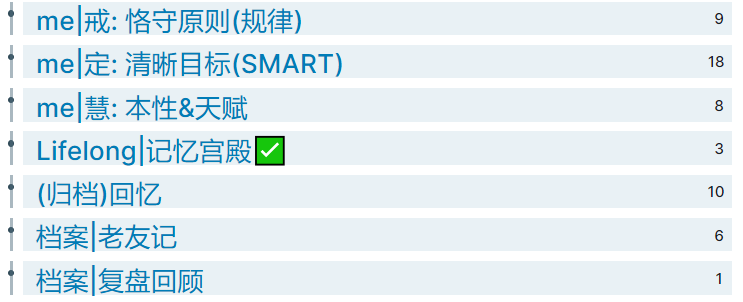 me|戒: 恪守原则(规律) 9
me|定: 清晰目标(SMART) 18
me|慧: 本性&天赋 8
Lifelong|记忆宫殿✅ 3
(归档)回忆 10
档案|老友记 6
档案|复盘回顾 1